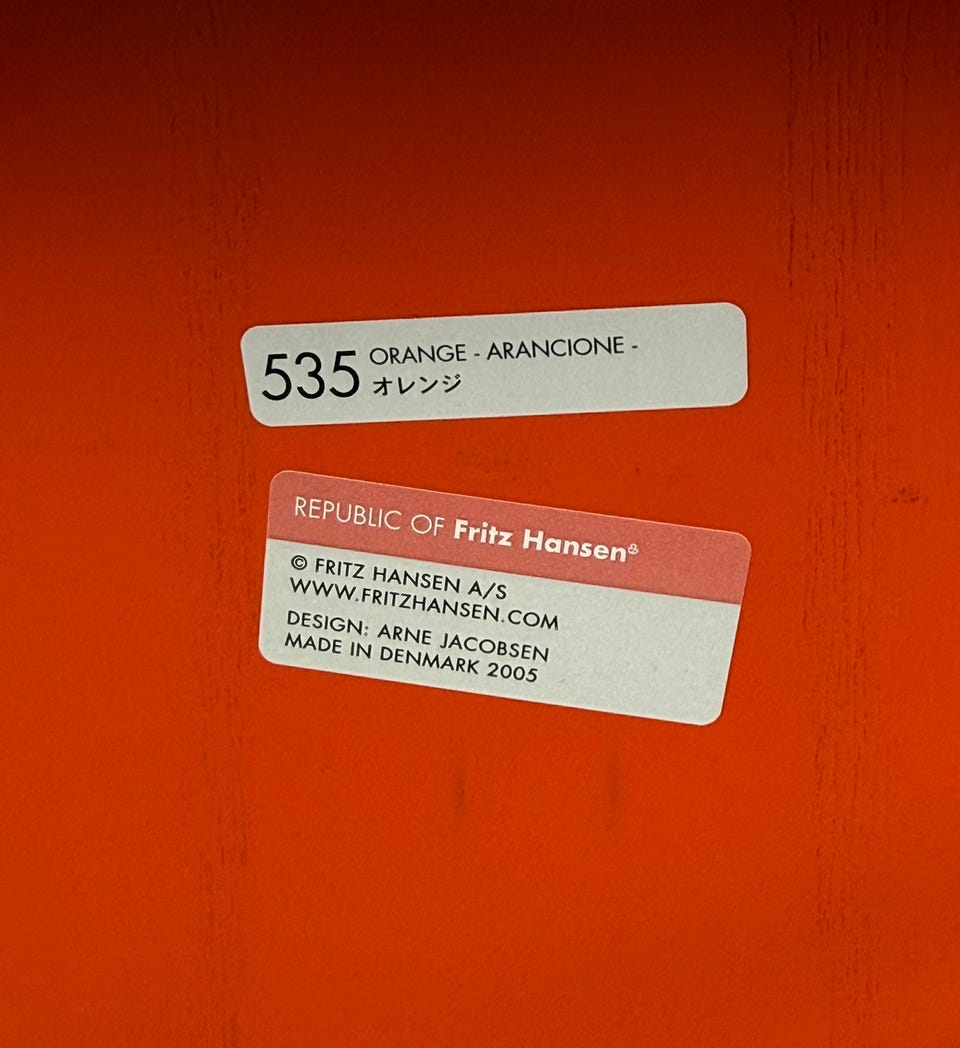 535 ORANGE - ARANCIONE -
オレンジ
REPUBLIC OF Fritz Hansen
© FRITZ HANSEN A/S
WWW.FRITZHANSEN.COM
DESIGN: ARNE JACOBSEN
MADE IN DENMARK 2005